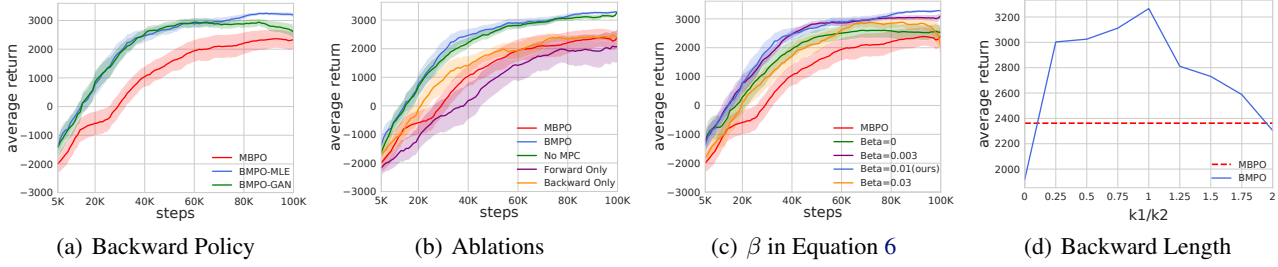 average return
3000
2000
1000
0
−1000
−2000
−3000
5K
20K
40K
60K
80K
100K
steps
MBPO
BMPO-MLE
BMPO-GAN
(a) Backward Policy
average return
3000
2000
1000
0
−1000
−2000
−3000
5K
20K
40K
60K
80K
100K
steps
MBPO
BMPO
No MPC
Forward Only
Backward Only
(b) Ablations
average return
3000
2000
1000
0
−1000
−2000
−3000
5K
20K
40K
60K
80K
100K
steps
MBPO
Beta=0
Beta=0.003
Beta=0.01(ours)
Beta=0.03
(c) β in Equation 6
average return
3200
3000
2800
2600
2400
2200
2000
0
0.25
0.5
0.75
1
1.25
1.5
1.75
2
k1/k2
MBPO
BMPO
(d) Backward Length